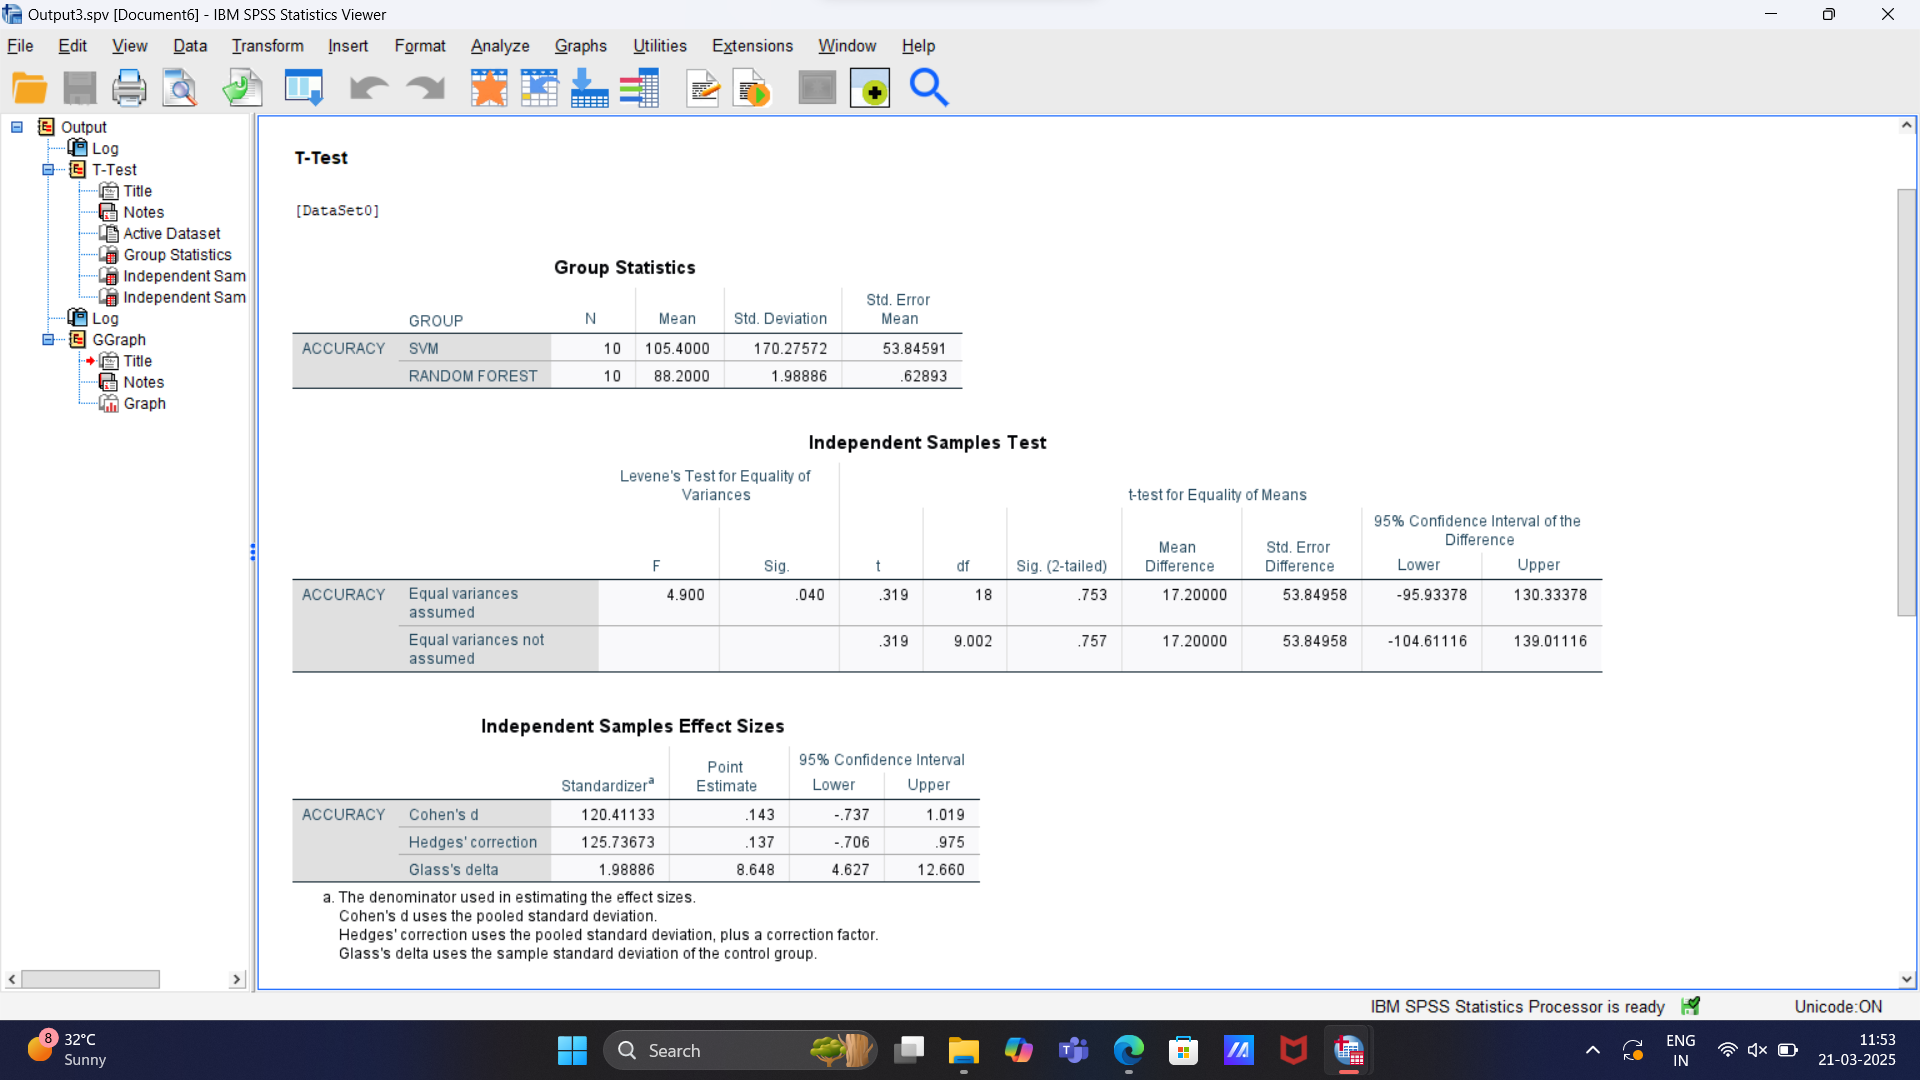 Output3.spv [Document6] - IBM SPSS Statistics Viewer
File Edit View Data Transform Insert Format Analyze Graphs Utilities Extensions Window Help
Output
Log
T-Test
Title
Notes
Active Dataset
Group Statistics
Independent Sam
Independent Sam
Log
GGraph
Title
Notes
Graph
T-Test
[DataSet0]
Group Statistics
GROUP N Mean Std. Deviation Std. Error Mean
ACCURACY SVM 10 105.4000 170.27572 53.84591
RANDOM FOREST 10 88.2000 1.98886 .62893
Independent Samples Test
Levene's Test for Equality of Variances
t-test for Equality of Means
95% Confidence Interval of the Difference
F Sig. t df Sig. (2-tailed) Mean Difference Std. Error Difference Lower Upper
ACCURACY Equal variances assumed 4.900 .040 .319 18 .753 17.20000 53.84958 -95.93378 130.33378
Equal variances not assumed .319 9.002 .757 17.20000 53.84958 -104.61116 139.01116
Independent Samples Effect Sizes
95% Confidence Interval
Standardizerᵃ Point Estimate Lower Upper
ACCURACY Cohen's d 120.41133 .143 -.737 1.019
Hedges' correction 125.73673 .137 -.706 .975
Glass's delta 1.98886 8.648 4.627 12.660
a. The denominator used in estimating the effect sizes.
Cohen's d uses the pooled standard deviation.
Hedges' correction uses the pooled standard deviation, plus a correction factor.
Glass's delta uses the sample standard deviation of the control group.
IBM SPSS Statistics Processor is ready Unicode:ON
8
32°C
Sunny
Search
ENG
IN
11:53
21-03-2025